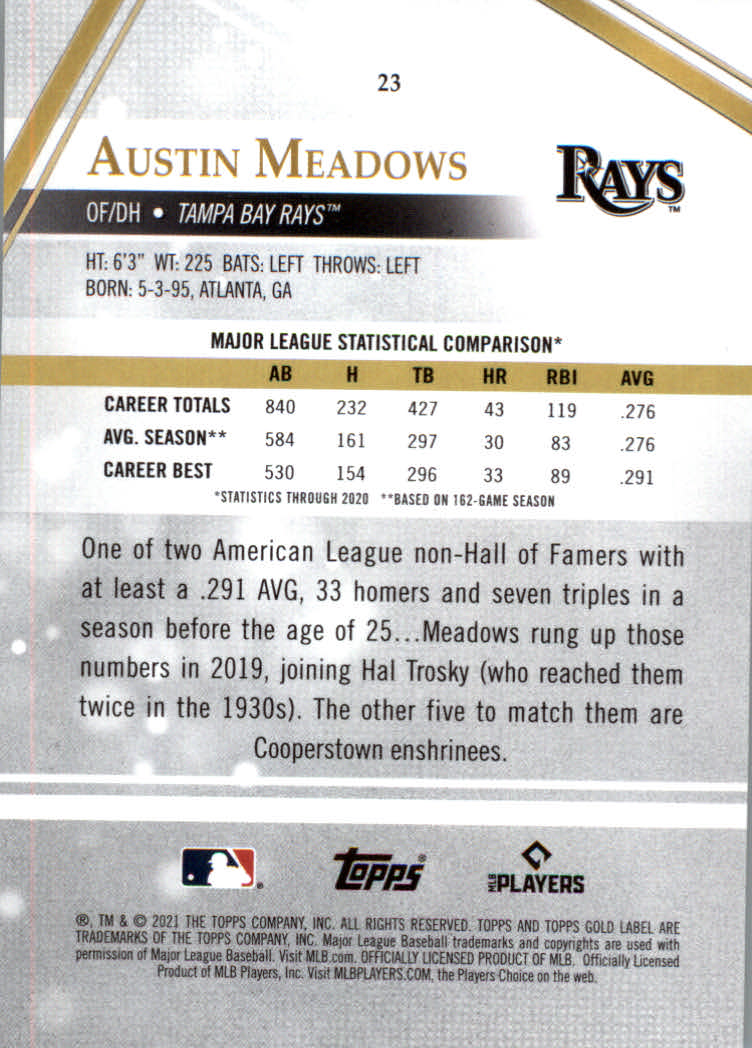 23
AUSTIN MEADOWS
RAYS™
OF/DH • TAMPA BAY RAYS™
HT: 6'3" WT: 225 BATS: LEFT THROWS: LEFT
BORN: 5-3-95, ATLANTA, GA
MAJOR LEAGUE STATISTICAL COMPARISON*
AB H TB HR RBI AVG
CAREER TOTALS 840 232 427 43 119 .276
AVG. SEASON** 584 161 297 30 83 .276
CAREER BEST 530 154 296 33 89 .291
*STATISTICS THROUGH 2020 **BASED ON 162-GAME SEASON
One of two American League non-Hall of Famers with
at least a .291 AVG, 33 homers and seven triples in a
season before the age of 25...Meadows rung up those
numbers in 2019, joining Hal Trosky (who reached them
twice in the 1930s). The other five to match them are
Cooperstown enshrinees.
Topps®
MLB PLAYERS
®, TM & © 2021 THE TOPPS COMPANY, INC. ALL RIGHTS RESERVED. TOPPS AND TOPPS GOLD LABEL ARE
TRADEMARKS OF THE TOPPS COMPANY, INC. Major League Baseball trademarks and copyrights are used with
permission of Major League Baseball. Visit MLB.com. OFFICIALLY LICENSED PRODUCT OF MLB. Officially Licensed
Product of MLB Players, Inc. Visit MLBPLAYERS.COM, the Players Choice on the web.